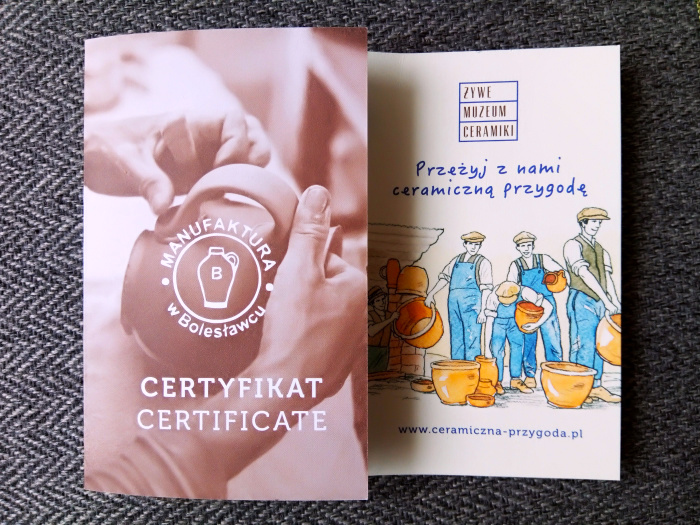 MANUFAKTURA
B
w Bolesławcu
CERTYFIKAT
CERTIFICATE
ŻYWE
MUZEUM
CERAMIKI
Przeżyj z nami
ceramiczną przygodę
www.ceramiczna-przygoda.pl